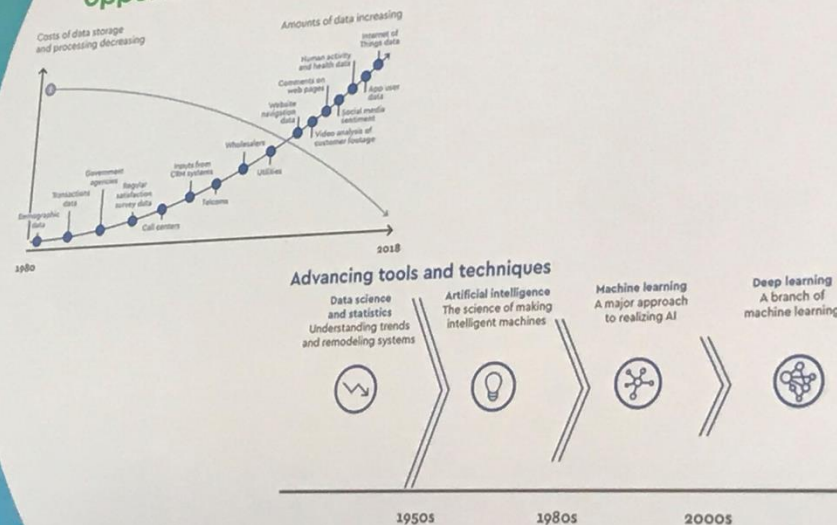 Costs of data storage
and processing decreasing
Amounts of data increasing
Internet of
Things data
Human activity
and health data
App user
data
Comments on
web pages
Social media
sentiment
Website
navigation
data
Video analysis of
customer footage
Wholesalers
Utilities
Inputs from
CRM systems
Telcoms
Government
agencies
Regular
satisfaction
survey data
Call centers
Transactions
data
Demographic
data
1980
2018
Advancing tools and techniques
Data science
and statistics
Understanding trends
and remodeling systems
Artificial intelligence
The science of making
intelligent machines
Machine learning
A major approach
to realizing AI
Deep learning
A branch of
machine learning
1950s
1980s
2000s